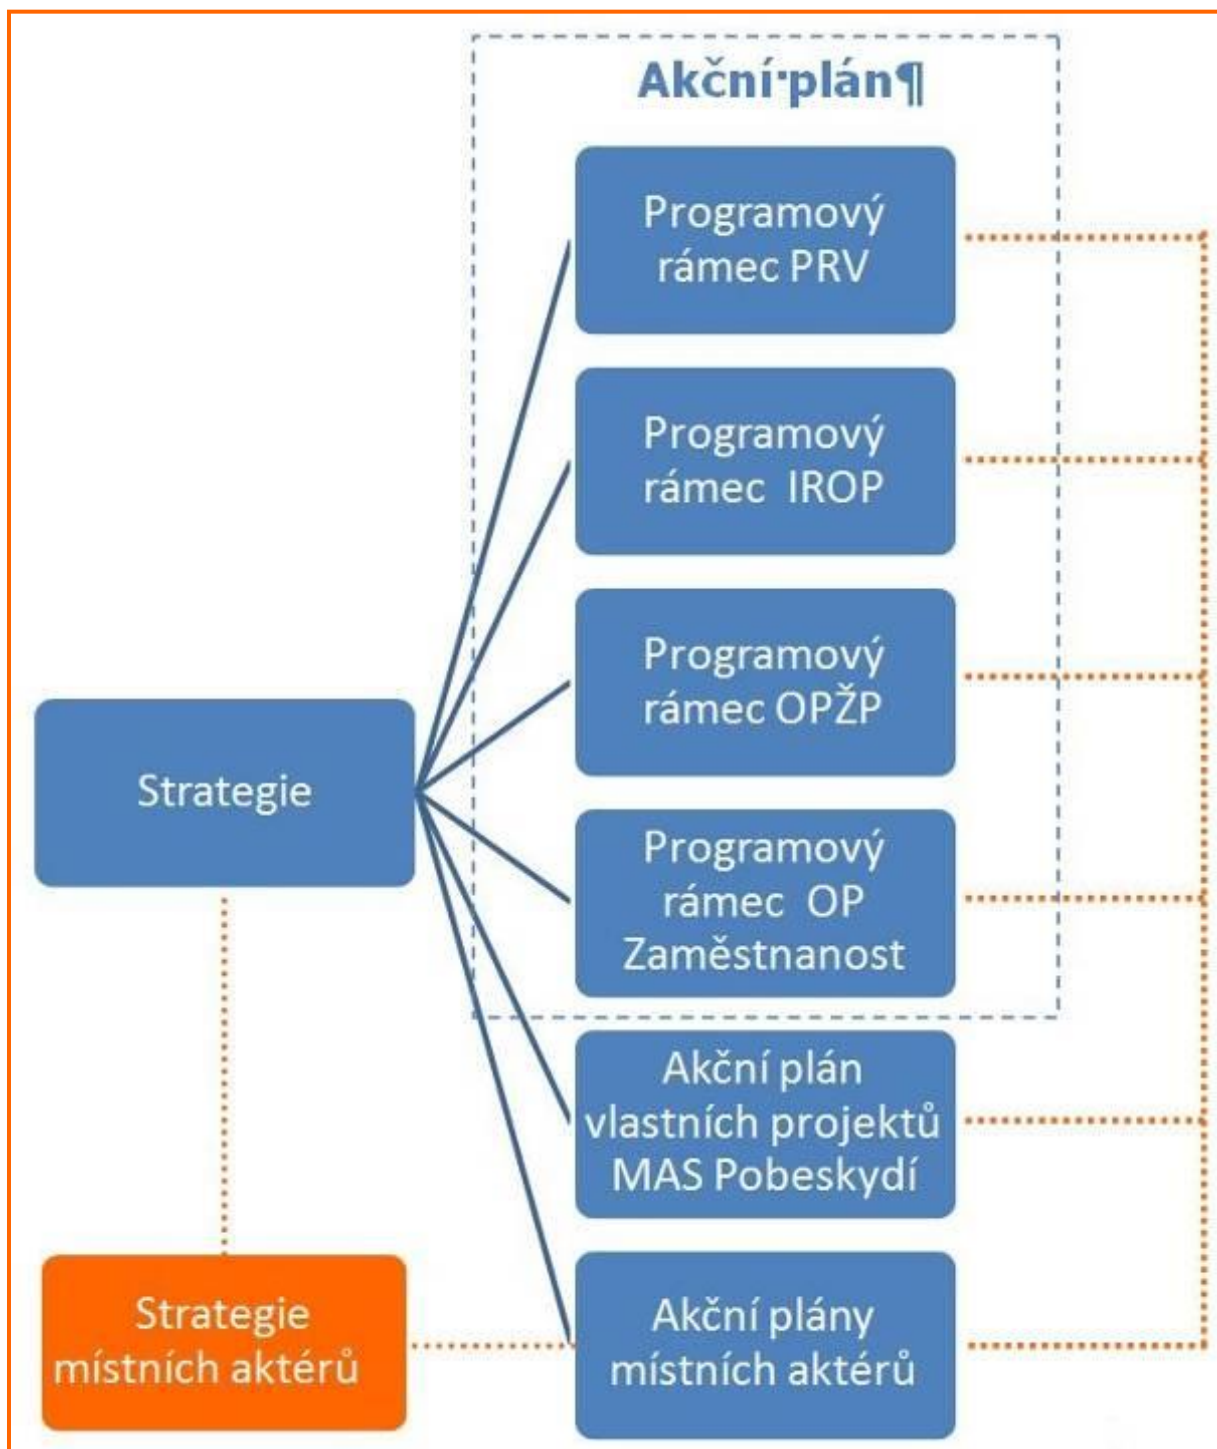 Akční·plán¶
Programový
rámec PRV
Programový
rámec  IROP
Programový
rámec OPŽP
Strategie
Programový
rámec  OP
Zaměstnanost
Akční plán
vlastních projektů
MAS Pobeskydí
Strategie
místních aktérů
Akční plány
místních aktérů